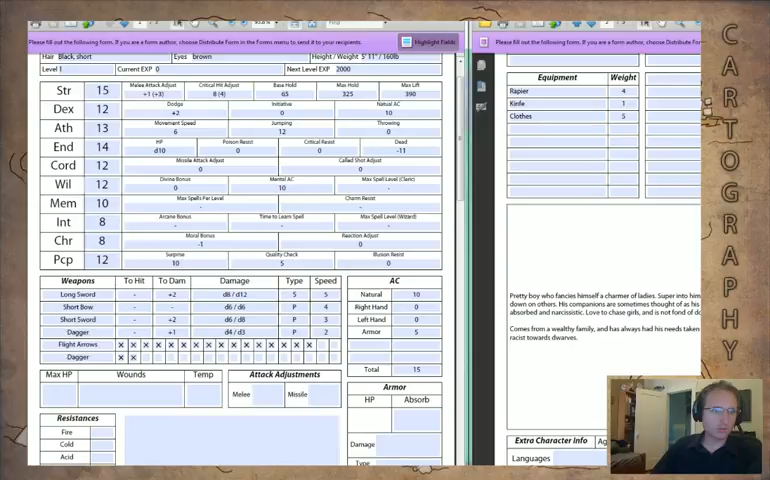 Please fill out the following form. If you are a form author, choose Distribute Form in the Forms menu to send it to your recipients.
Highlight Fields
Hair Black, short Eyes brown Height / Weight 5' 11" / 160lb
Level 1 Current EXP 0 Next Level EXP 2000
Melee Attack Adjust Critical Hit Adjust Base Hold Max Hold Max Lift
Str 15 +1 (+3) 8 (4) 65 325 390
Dodge Initiative Natual AC
Dex 12 +2 0 10
Movement Speed Jumping Throwing
Ath 13 6 12 0
HP Poison Resist Critical Resist Dead
End 14 d10 0 0 -11
Missile Attack Adjust Called Shot Adjust
Cord 12 0 0
Divine Bonus Mental AC Max Spell Level (Cleric)
Wil 12 0 10 -
Max Spells Per Level Charm Resist
Mem 10 - -
Arcane Bonus Time to Learn Spell Max Spell Level (Wizard)
Int 8 - - -
Moral Bonus Reaction Adjust
Chr 8 -1 0
Surprise Quality Check Illusion Resist
Pcp 12 10 5 0
Weapons To Hit To Dam Damage Type Speed
Long Sword - +2 d8 / d12 S 5
Short Bow - - d6 / d6 P 4
Short Sword - +2 d6 / d8 P 3
Dagger - +1 d4 / d3 P 2
Flight Arrows X X X X X X X X X X X X X X X X
Dagger X X
AC
Natural 10
Right Hand 0
Left Hand 0
Armor 5
Total 15
Max HP Wounds Temp
Attack Adjustments
Melee Missile
Armor
HP Absorb
Damage
Type
Resistances
Fire
Cold
Acid
Please fill out the following form. If you are a form author, choose Distribute Form
Equipment Weight
Rapier 4
Kinfe 1
Clothes 5
Pretty boy who fancies himself a charmer of ladies. Super into him
down on others. His companions are sometimes thought of as his
absorbed and narcissistic. Love to chase girls, and is not fond of do
Comes from a wealthy family, and has always had his needs taken
racist towards dwarves.
Extra Character Info Ag
Languages
CARTOGRAPHY